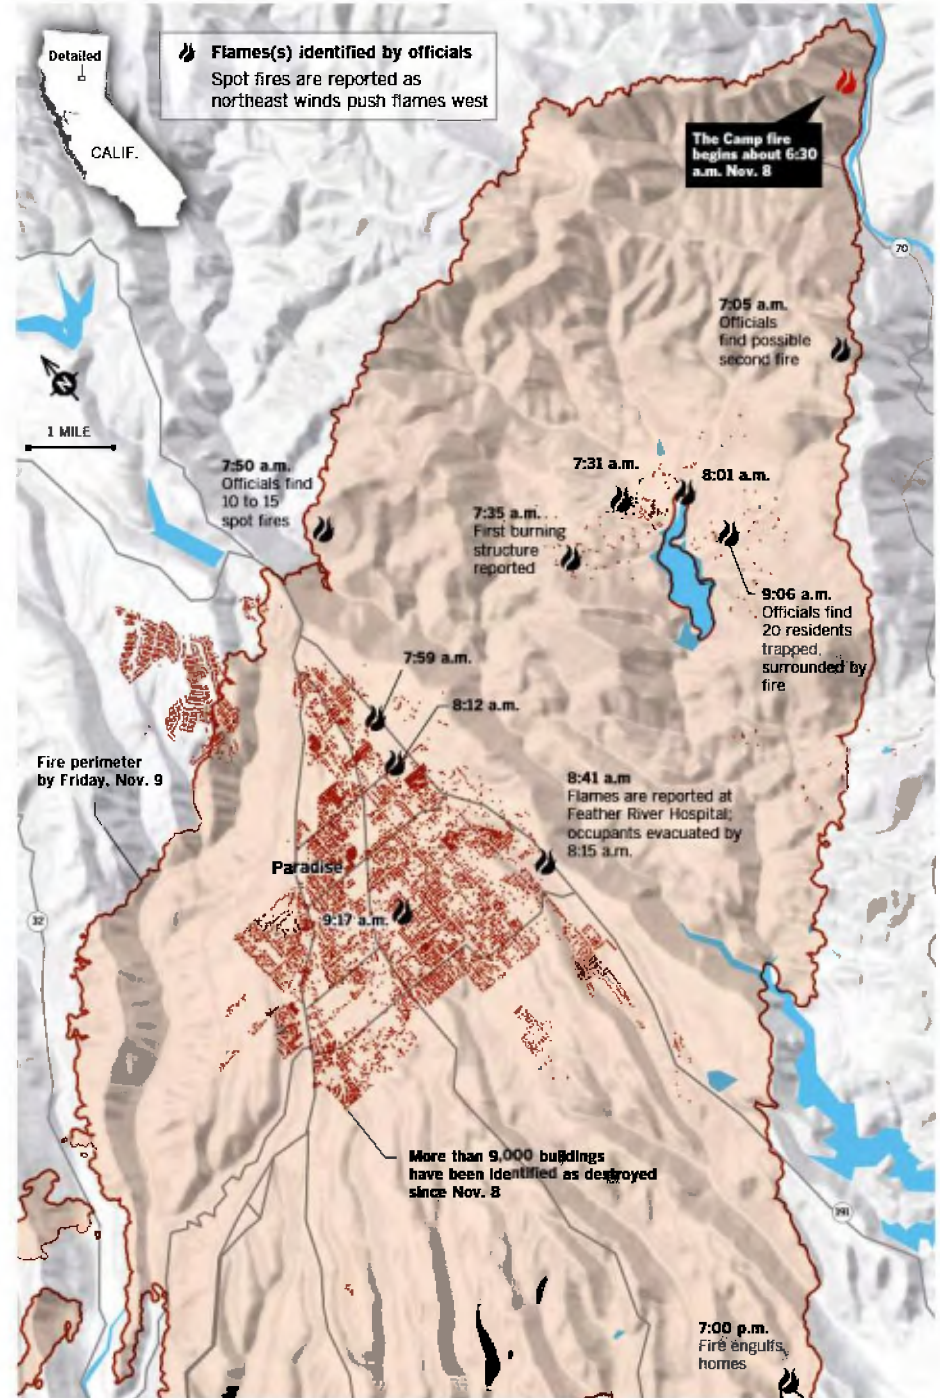 Detailed
CALIF.
Flames(s) identified by officials
Spot fires are reported as
northeast winds push flames west
The Camp fire
begins about 6:30
a.m. Nov. 8
70
7:05 a.m.
Officials
find possible
second fire
N
1 MILE
7:50 a.m.
Officials find
10 to 15
spot fires
7:31 a.m.
8:01 a.m.
7:35 a.m.
First burning
structure
reported
9:06 a.m.
Officials find
20 residents
trapped,
surrounded by
fire
7:59 a.m.
8:12 a.m.
Fire perimeter
by Friday, Nov. 9
8:41 a.m
Flames are reported at
Feather River Hospital;
occupants evacuated by
8:15 a.m.
Paradise
9:17 a.m.
32
More than 9,000 buildings
have been identified as destroyed
since Nov. 8
191
7:00 p.m.
Fire engulfs
homes